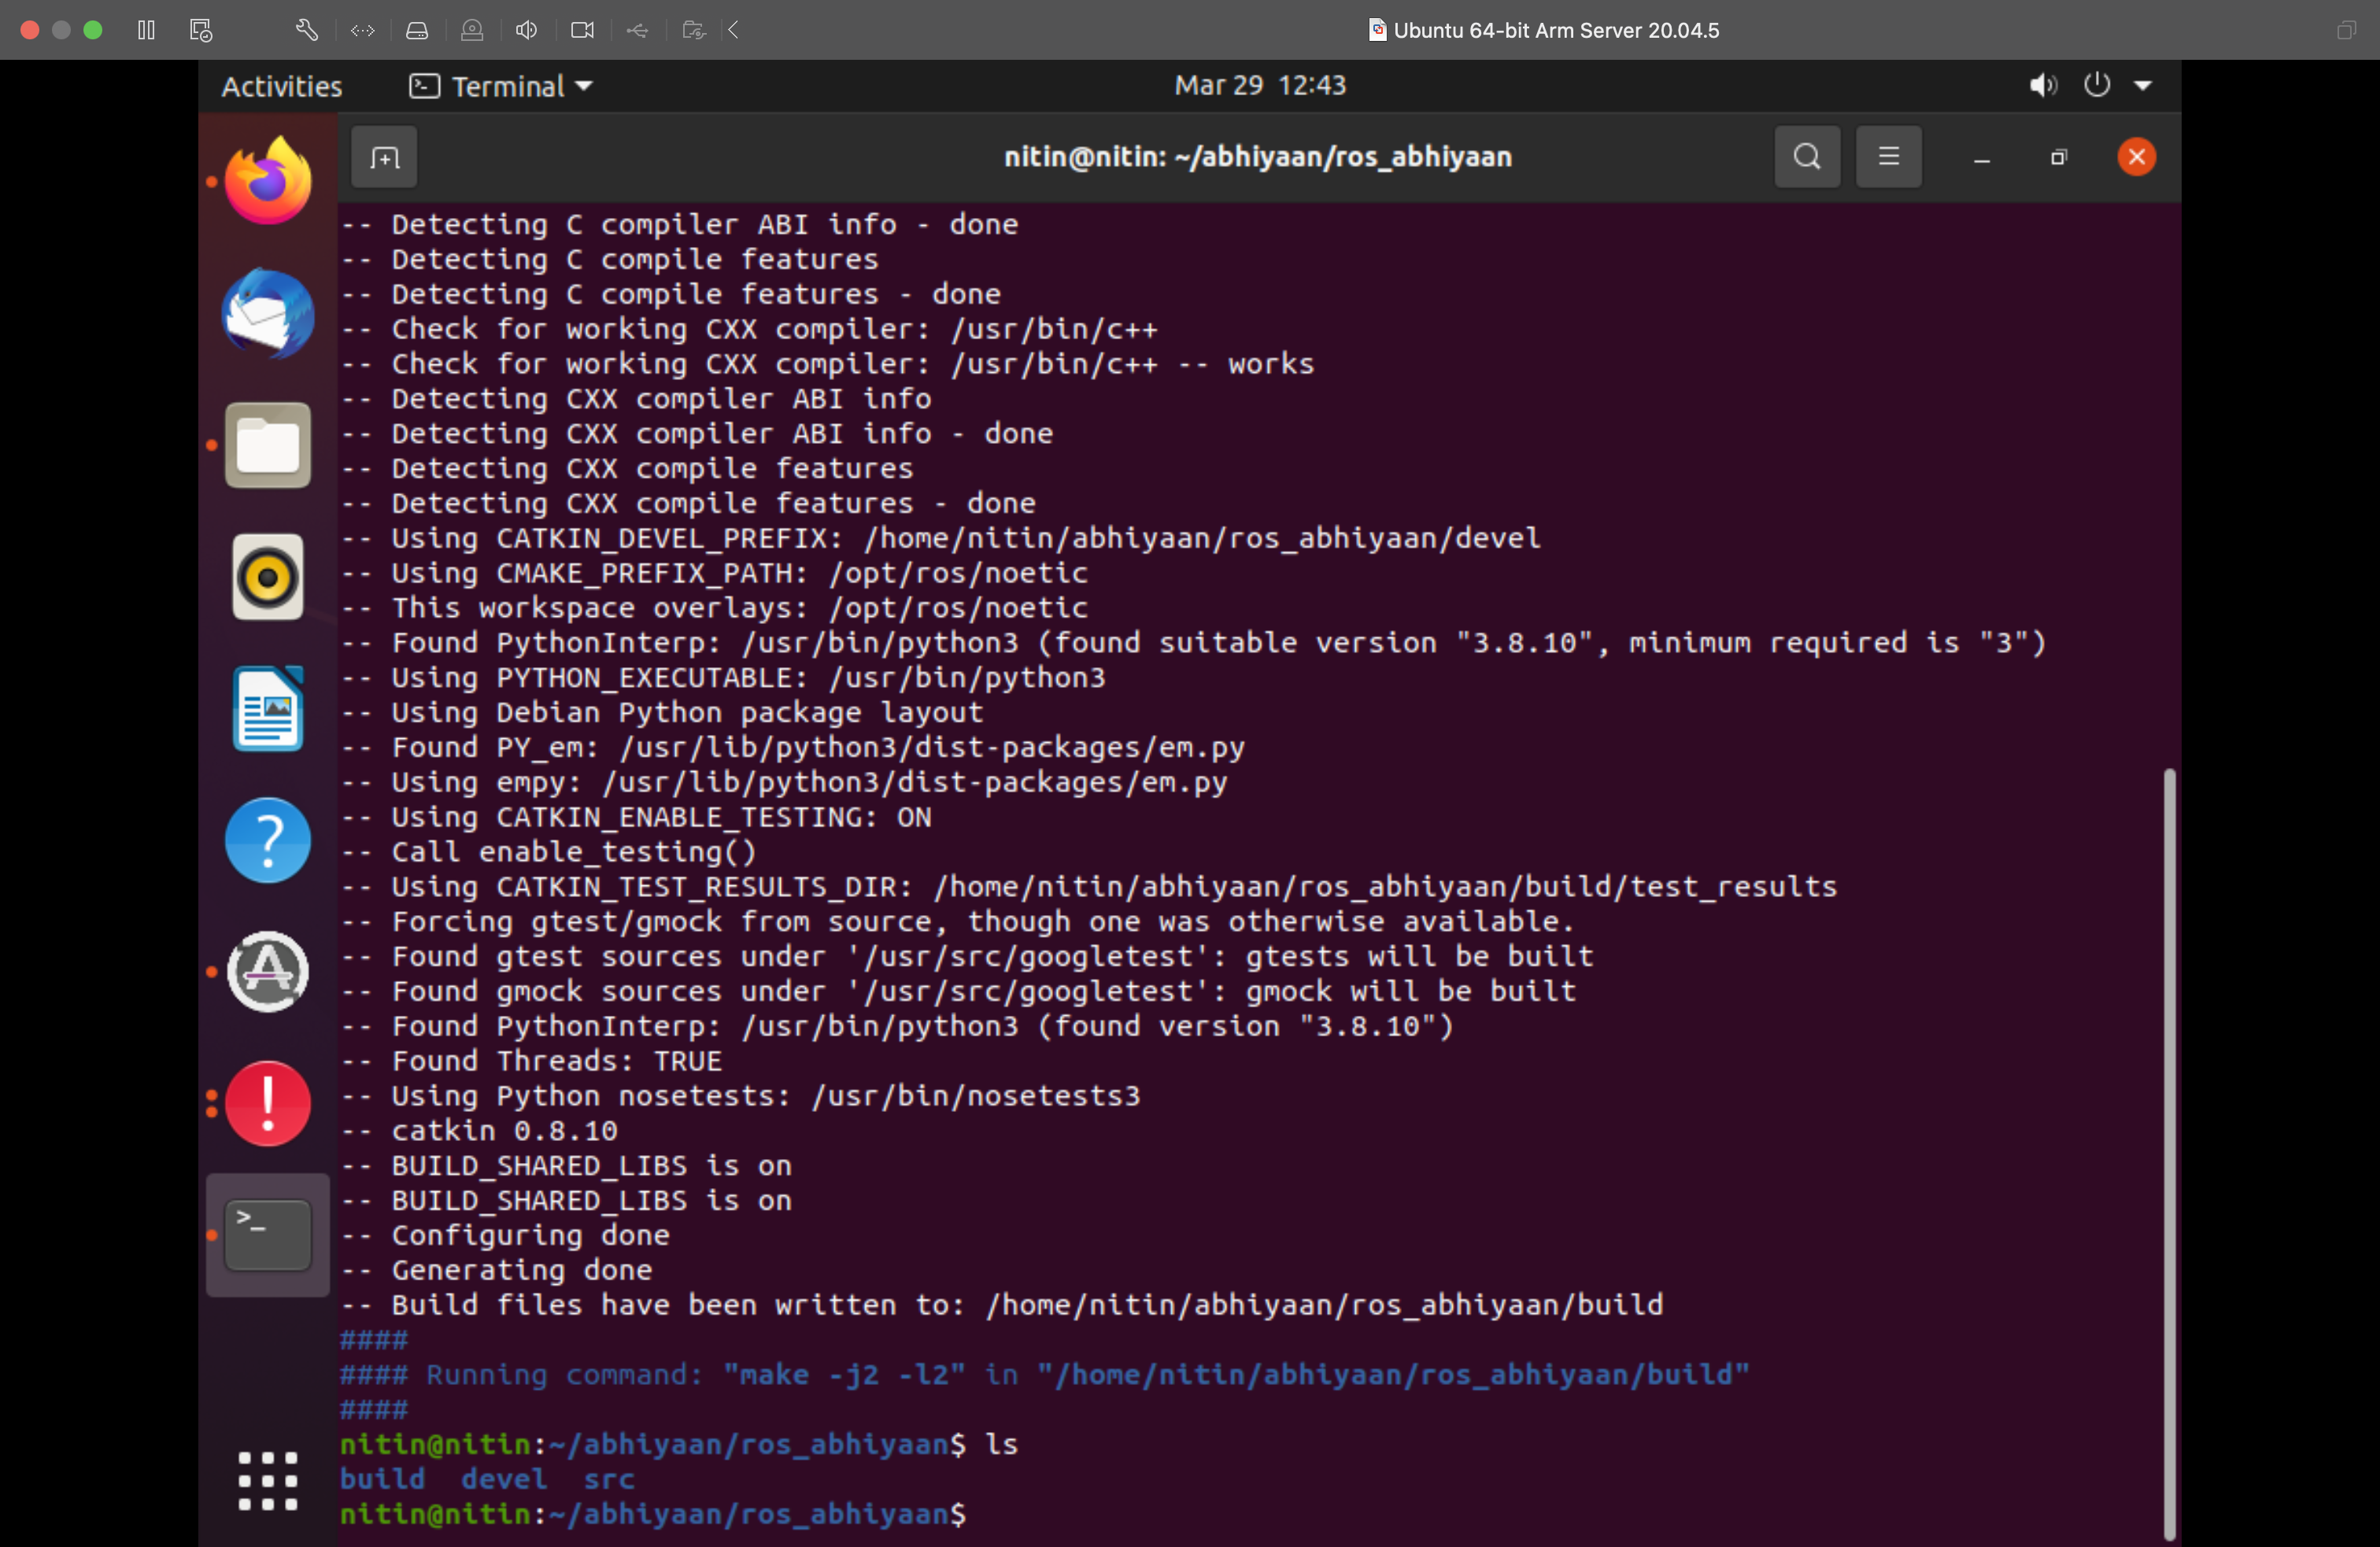 Ubuntu 64-bit Arm Server 20.04.5
Activities
Terminal
Mar 29 12:43
nitin@nitin: ~/abhiyaan/ros_abhiyaan
-- Detecting C compiler ABI info - done
-- Detecting C compile features
-- Detecting C compile features - done
-- Check for working CXX compiler: /usr/bin/c++
-- Check for working CXX compiler: /usr/bin/c++ -- works
-- Detecting CXX compiler ABI info
-- Detecting CXX compiler ABI info - done
-- Detecting CXX compile features
-- Detecting CXX compile features - done
-- Using CATKIN_DEVEL_PREFIX: /home/nitin/abhiyaan/ros_abhiyaan/devel
-- Using CMAKE_PREFIX_PATH: /opt/ros/noetic
-- This workspace overlays: /opt/ros/noetic
-- Found PythonInterp: /usr/bin/python3 (found suitable version "3.8.10", minimum required is "3")
-- Using PYTHON_EXECUTABLE: /usr/bin/python3
-- Using Debian Python package layout
-- Found PY_em: /usr/lib/python3/dist-packages/em.py
-- Using empy: /usr/lib/python3/dist-packages/em.py
-- Using CATKIN_ENABLE_TESTING: ON
-- Call enable_testing()
-- Using CATKIN_TEST_RESULTS_DIR: /home/nitin/abhiyaan/ros_abhiyaan/build/test_results
-- Forcing gtest/gmock from source, though one was otherwise available.
-- Found gtest sources under '/usr/src/googletest': gtests will be built
-- Found gmock sources under '/usr/src/googletest': gmock will be built
-- Found PythonInterp: /usr/bin/python3 (found version "3.8.10")
-- Found Threads: TRUE
-- Using Python nosetests: /usr/bin/nosetests3
-- catkin 0.8.10
-- BUILD_SHARED_LIBS is on
-- BUILD_SHARED_LIBS is on
-- Configuring done
-- Generating done
-- Build files have been written to: /home/nitin/abhiyaan/ros_abhiyaan/build
####
#### Running command: "make -j2 -l2" in "/home/nitin/abhiyaan/ros_abhiyaan/build"
####
nitin@nitin:~/abhiyaan/ros_abhiyaan$ ls
build devel src
nitin@nitin:~/abhiyaan/ros_abhiyaan$